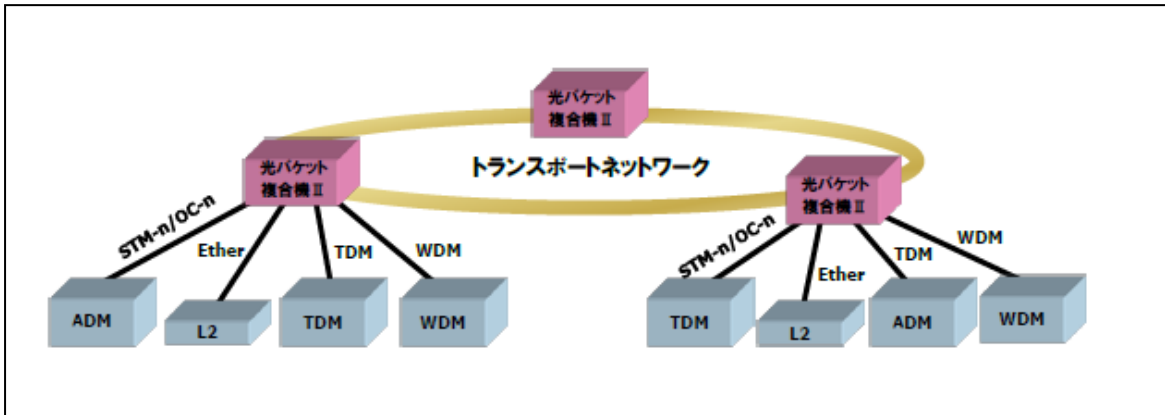 光パケット
複合機Ⅱ
光パケット
複合機Ⅱ
トランスポートネットワーク
光パケット
複合機Ⅱ
STM-n/OC-n
Ether
TDM
WDM
STM-n/OC-n
Ether
TDM
WDM
ADM
L2
TDM
WDM
TDM
L2
ADM
WDM